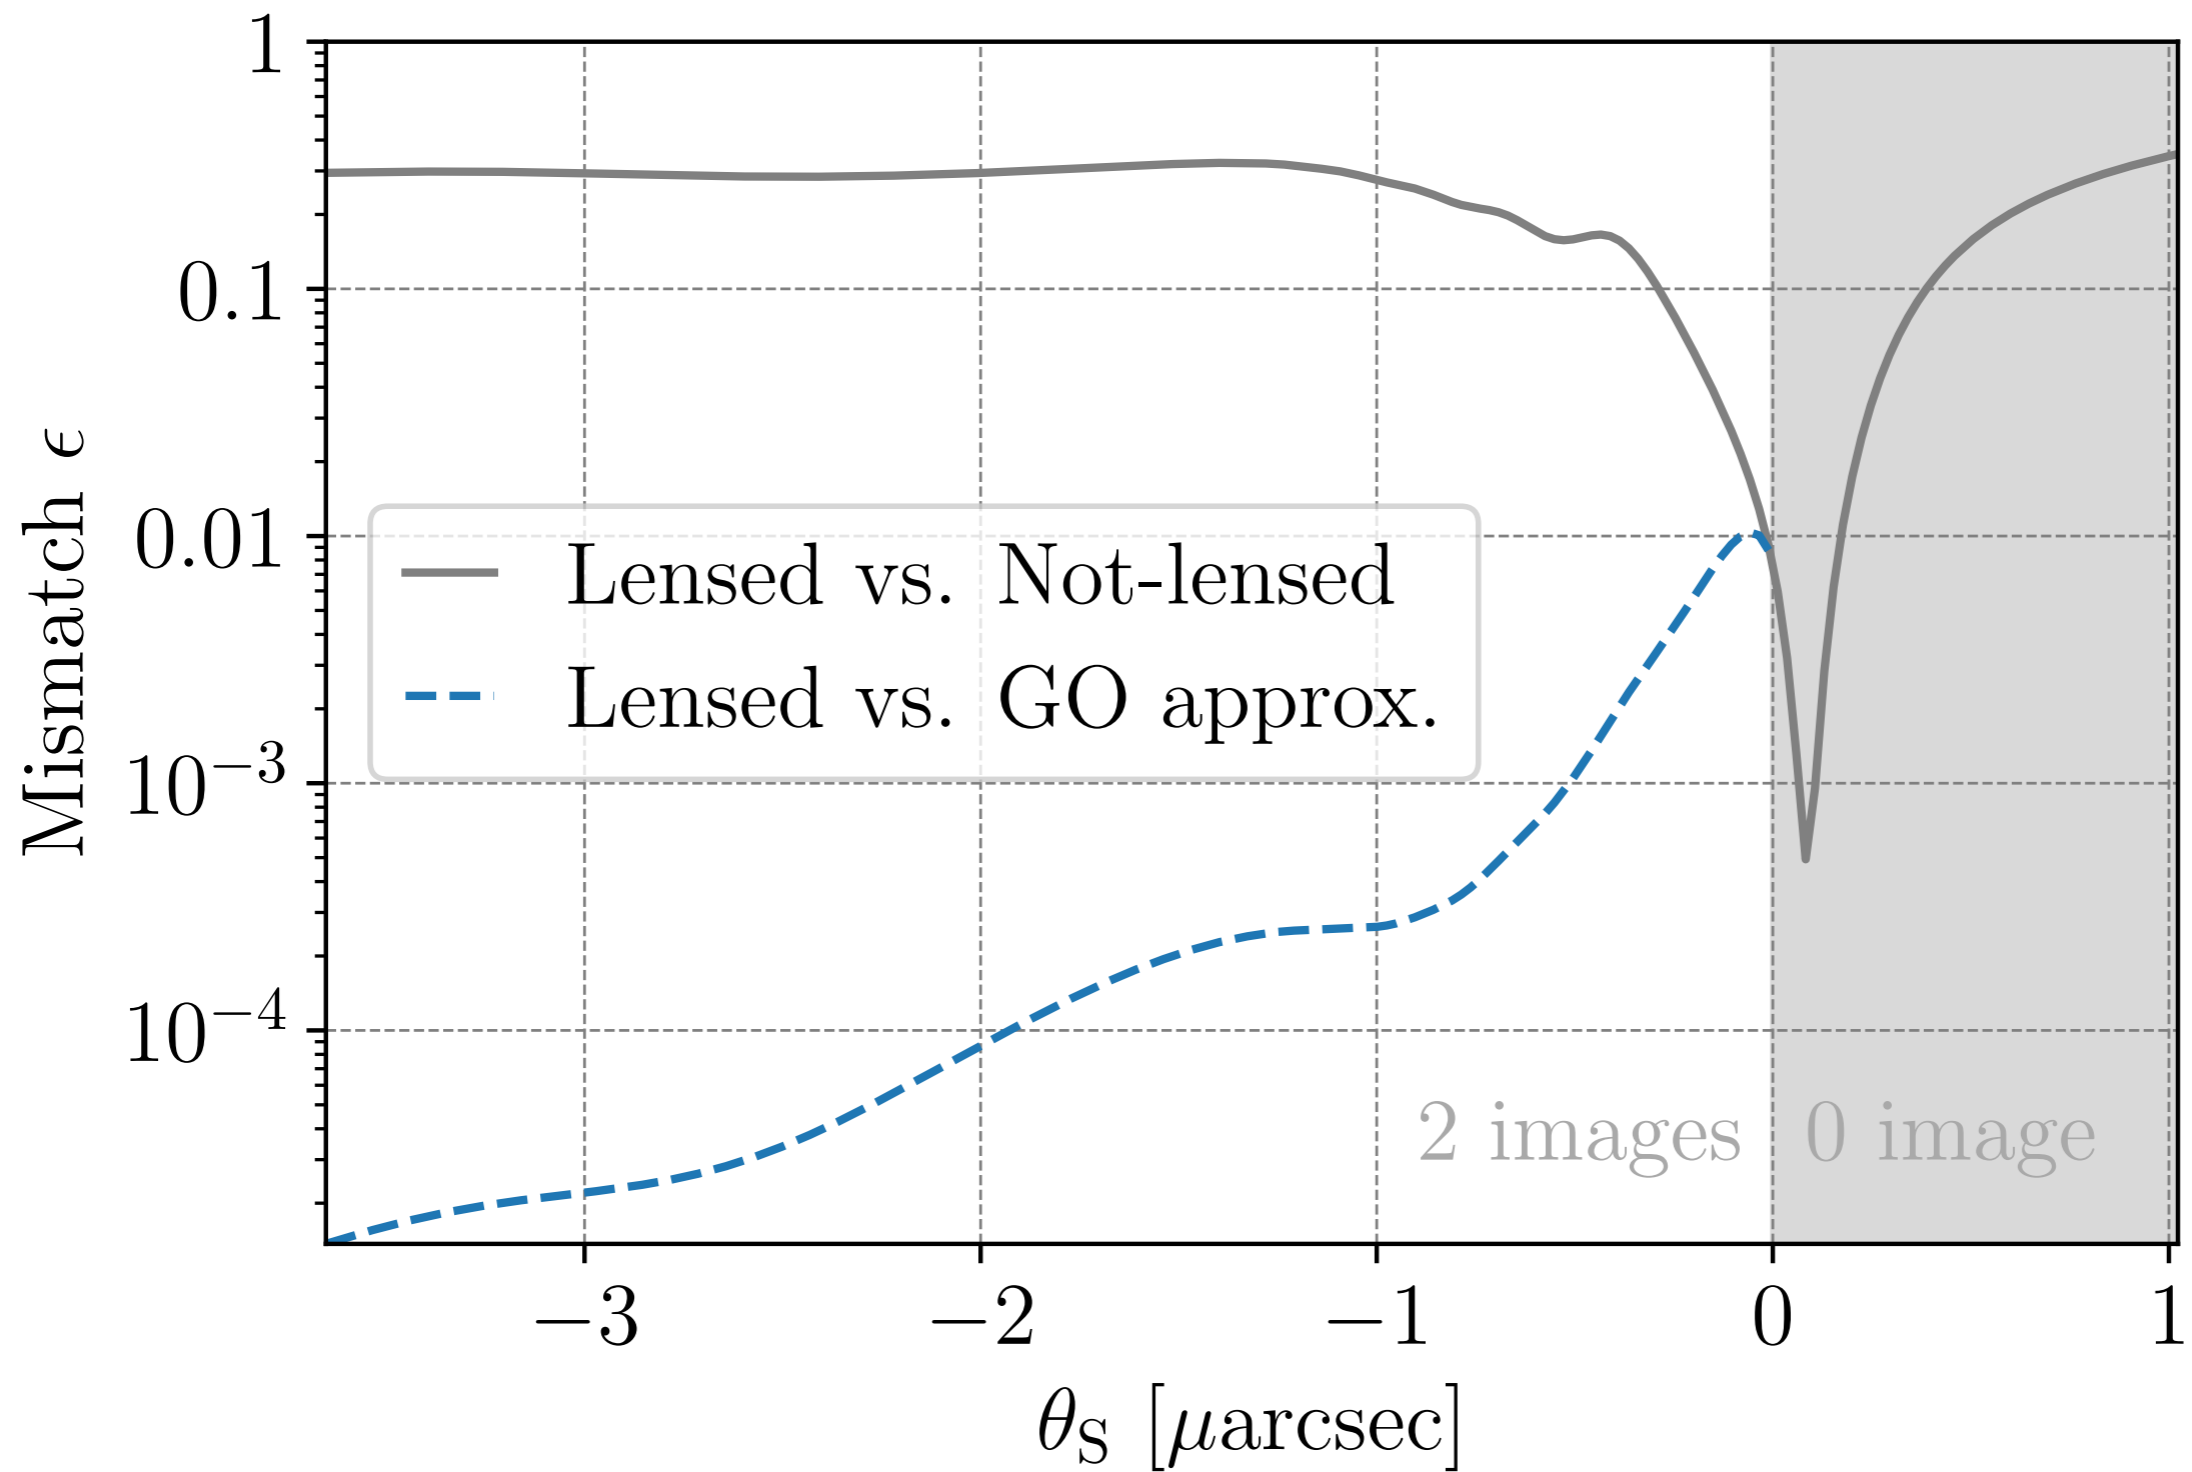 1
0.1
0.01
10⁻³
10⁻⁴
Mismatch ϵ
Lensed vs. Not-lensed
Lensed vs. GO approx.
2 images 0 image
−3 −2 −1 0 1
θ_S [μarcsec]